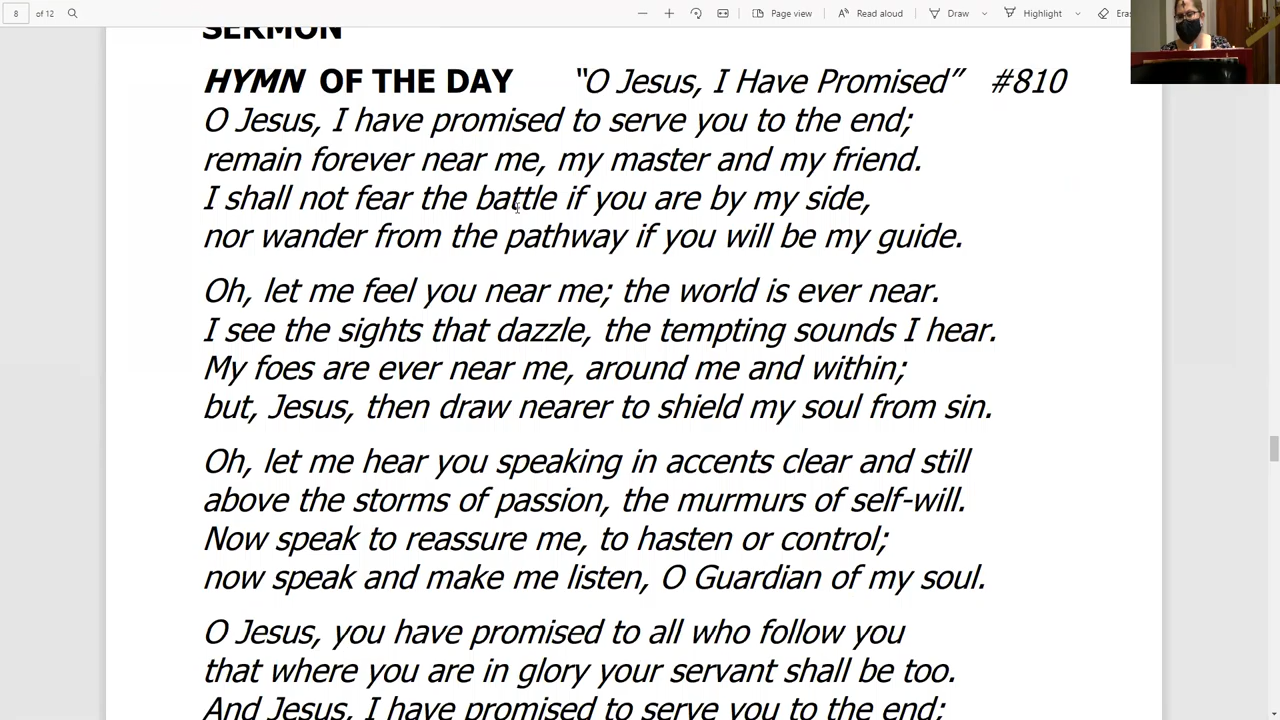 8 of 12 Page view Read aloud Draw Highlight Eras
SERMON
HYMN OF THE DAY “O Jesus, I Have Promised” #810
O Jesus, I have promised to serve you to the end;
remain forever near me, my master and my friend.
I shall not fear the battle if you are by my side,
nor wander from the pathway if you will be my guide.
Oh, let me feel you near me; the world is ever near.
I see the sights that dazzle, the tempting sounds I hear.
My foes are ever near me, around me and within;
but, Jesus, then draw nearer to shield my soul from sin.
Oh, let me hear you speaking in accents clear and still
above the storms of passion, the murmurs of self-will.
Now speak to reassure me, to hasten or control;
now speak and make me listen, O Guardian of my soul.
O Jesus, you have promised to all who follow you
that where you are in glory your servant shall be too.
And Jesus, I have promised to serve you to the end;